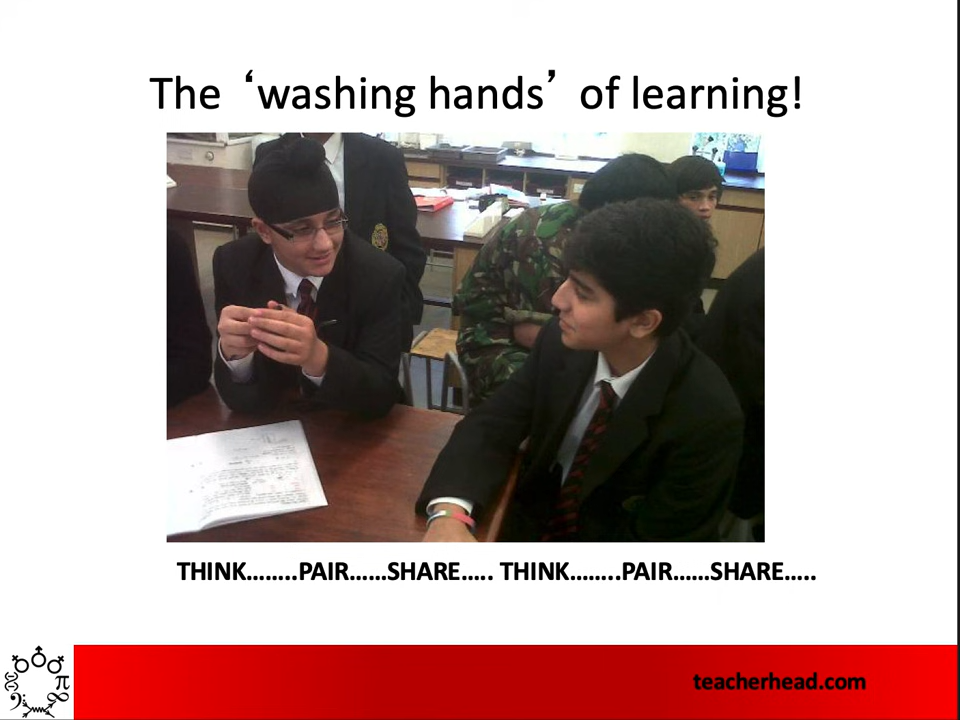 The ‘washing hands’ of learning!
THINK……..PAIR……SHARE….. THINK……..PAIR……SHARE…..
teacherhead.com